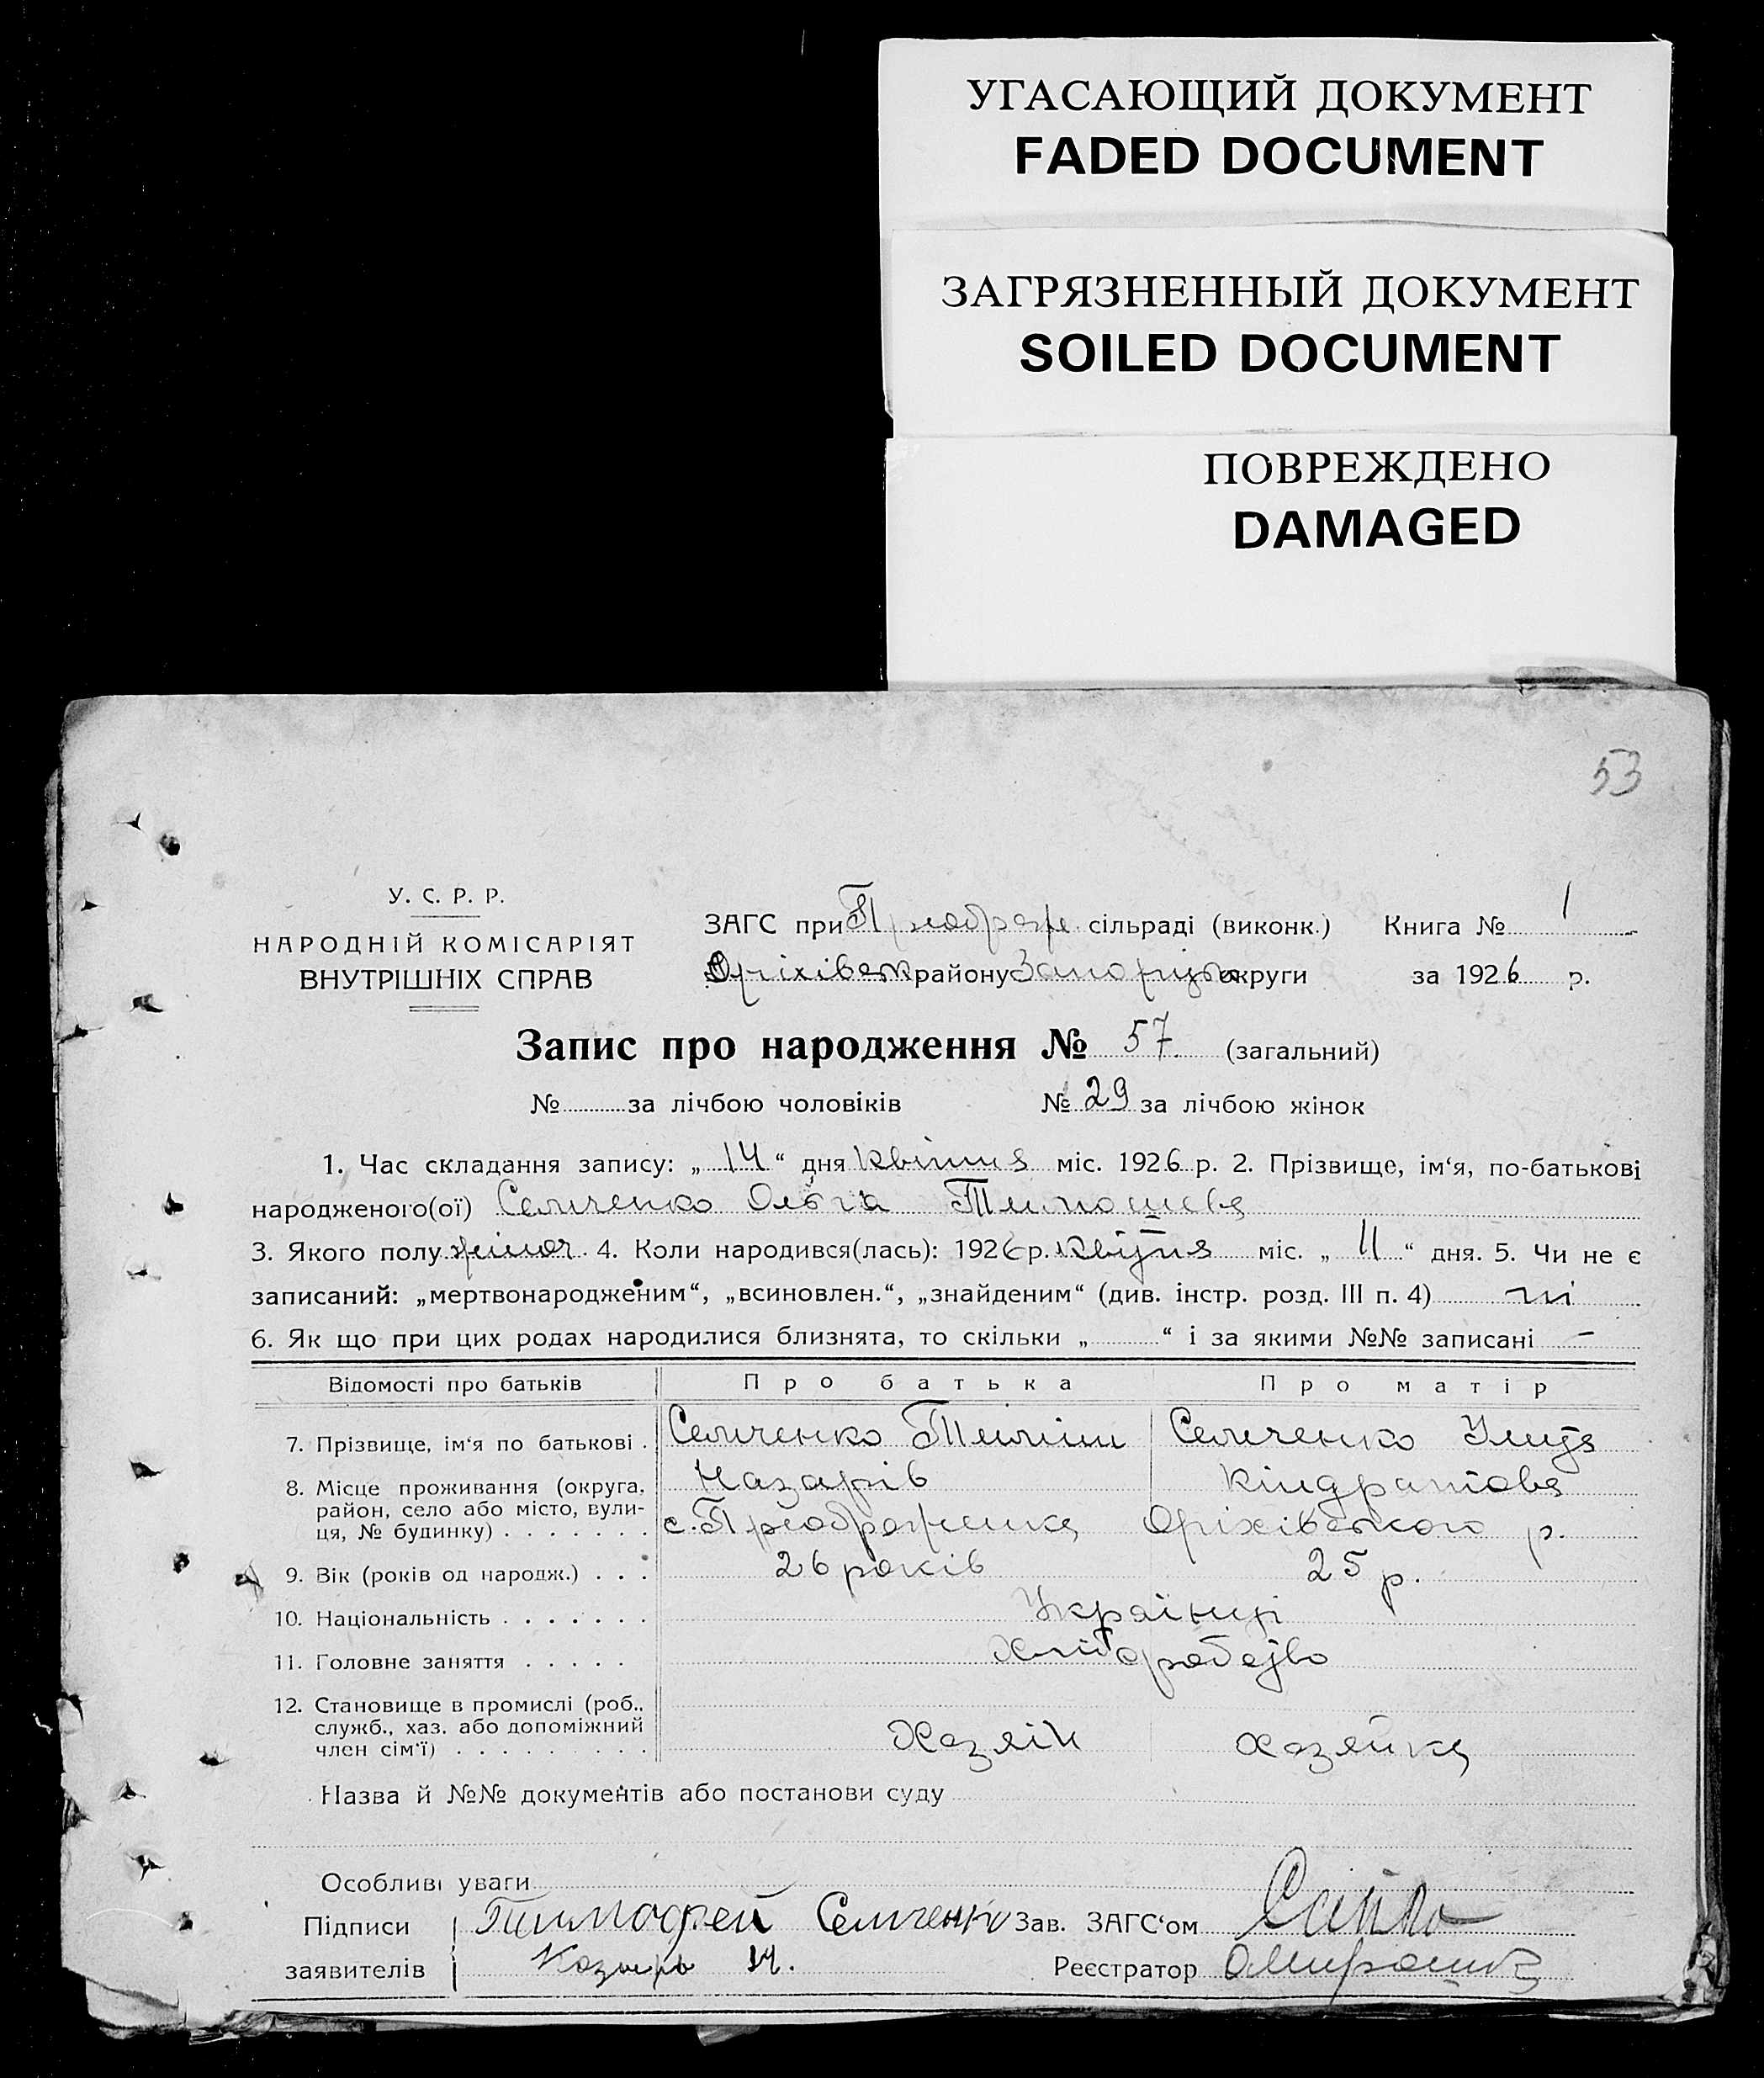 УГАСАЮЩИЙ ДОКУМЕНТ
FADED DOCUMENT
ЗАГРЯЗНЕННЫЙ ДОКУМЕНТ
SOILED DOCUMENT
ПОВРЕЖДЕНО
DAMAGED
53
У. С. Р. Р.
НАРОДНІЙ КОМІСАРІЯТ
ВНУТРІШНІХ СПРАВ
ЗАГС при Преображ. сільраді (виконк.) Книга № 1
Оріхівськ району Запорізьк округи за 1926 р.
Запис про народження № 57 (загальний)
№ за лічбою чоловіків № 29 за лічбою жінок
1. Час складання запису: „ 14 “ дня квітня міс. 1926 р. 2. Прізвище, ім‘я, по-батькові
народженого(ої) Семченко Ольга Тимошева
3. Якого полу жіноч. 4. Коли народився(лась): 1926 р. квітня міс. „ 11 “ дня. 5. Чи не є
записаний: „мертвонародженим“, „всиновлен.“, „знайденим“ (див. інстр. розд. III п. 4) ні
6. Як що при цих родах народилися близнята, то скільки „ “ і за якими №№ записані –
Відомості про батьків Про батька Про матір
7. Прізвище, ім‘я по батькові . Семченко Тиміш Семченко
Назарів Кіндратова
8. Місце проживання (округа, район, село або місто, вулиця, № будинку) . . . . . . . с. Преображенка Оріхівського р.
9. Вік (років од народж.) . . . 26 років 25 р.
10. Національність . . . . . . . Українці
11. Головне заняття . . . . . Хліборобство
12. Становище в промислі (роб., служб., хаз. або допоміжний член сім‘ї) . . . . . . . . . Хазяїн хазяйка
Назва й №№ документів або постанови суду
Особливі уваги
Підписи Тимофей Семченко Зав. ЗАГС‘ом
заявителів Реєстратор